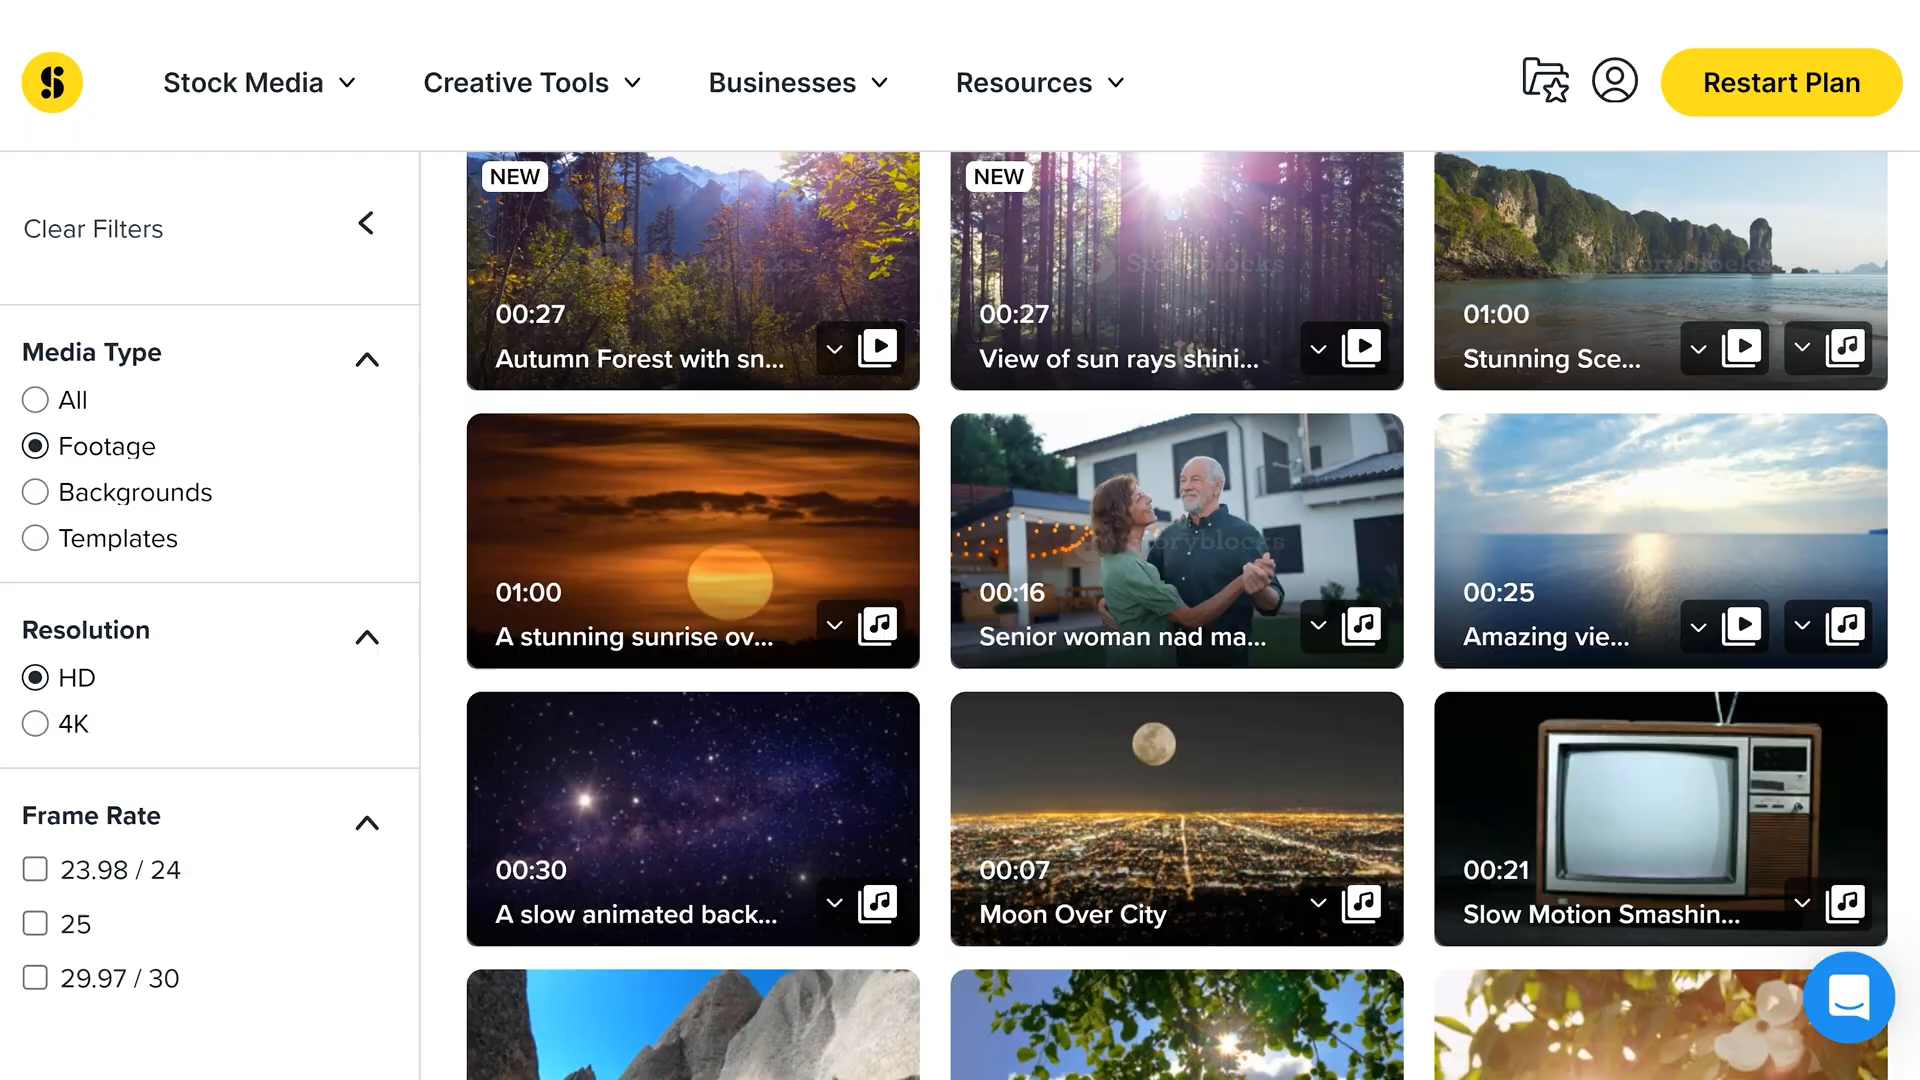 Stock Media
Creative Tools
Businesses
Resources
Restart Plan
Clear Filters
Media Type
All
Footage
Backgrounds
Templates
Resolution
HD
4K
Frame Rate
23.98 / 24
25
29.97 / 30
NEW
00:27
Autumn Forest with sn...
NEW
Storyblocks
00:27
View of sun rays shini...
Storyblocks
01:00
Stunning Sce...
01:00
A stunning sunrise ov...
Storyblocks
00:16
Senior woman nad ma...
00:25
Amazing vie...
00:30
A slow animated back...
00:07
Moon Over City
00:21
Slow Motion Smashin...